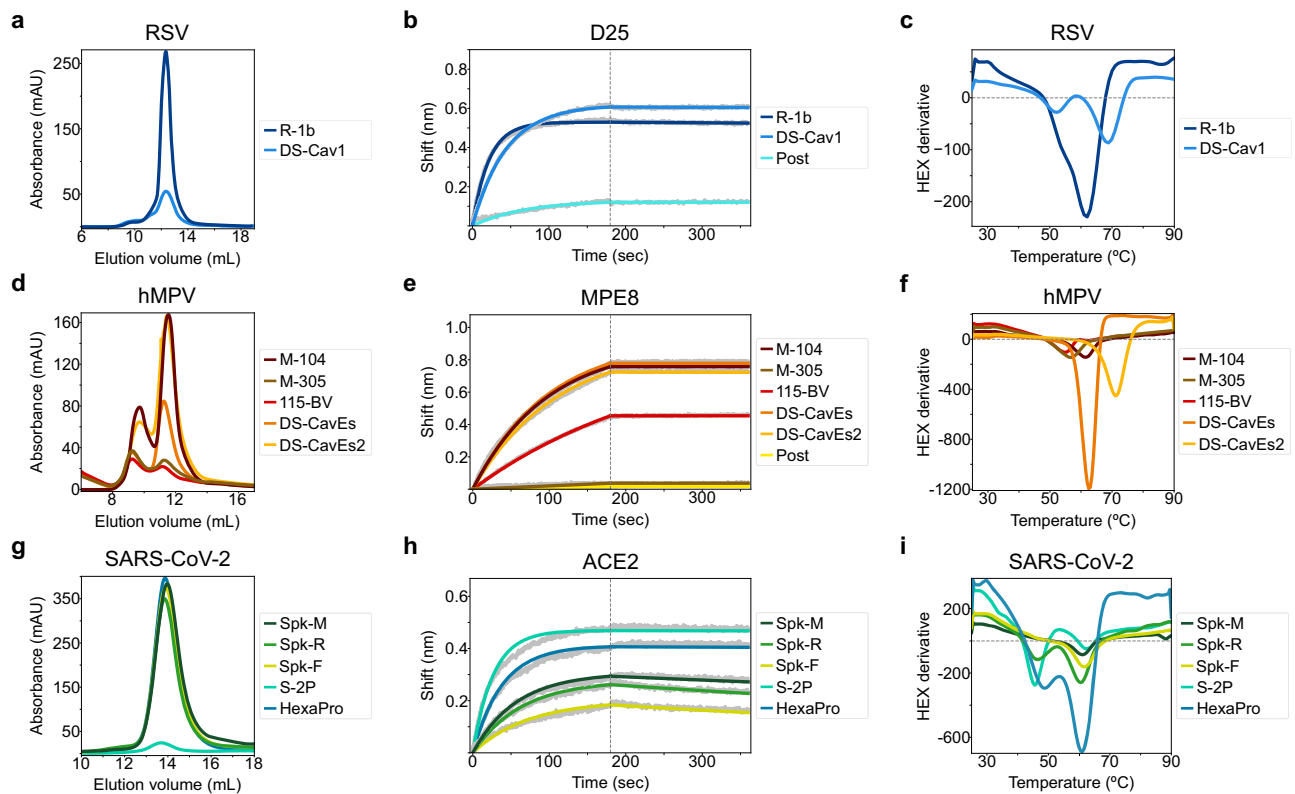 a
RSV
Absorbance (mAU)
250
150
50
6
10
14
18
Elution volume (mL)
R-1b
DS-Cav1
b
D25
Shift (nm)
0.8
0.6
0.4
0.2
0
100
200
300
Time (sec)
R-1b
DS-Cav1
Post
c
RSV
HEX derivative
0
−100
−200
30
50
70
90
Temperature (ºC)
R-1b
DS-Cav1
d
hMPV
Absorbance (mAU)
160
120
80
40
0
8
12
16
Elution volume (mL)
M-104
M-305
115-BV
DS-CavEs
DS-CavEs2
e
MPE8
Shift (nm)
1.0
0.8
0.6
0.4
0.2
0
100
200
300
Time (sec)
M-104
M-305
115-BV
DS-CavEs
DS-CavEs2
Post
f
hMPV
HEX derivative
0
-400
-800
-1200
30
50
70
90
Temperature (ºC)
M-104
M-305
115-BV
DS-CavEs
DS-CavEs2
g
SARS-CoV-2
Absorbance (mAU)
350
250
150
50
10
12
14
16
18
Elution volume (mL)
Spk-M
Spk-R
Spk-F
S-2P
HexaPro
h
ACE2
Shift (nm)
0.6
0.4
0.2
0
100
200
300
Time (sec)
Spk-M
Spk-R
Spk-F
S-2P
HexaPro
i
SARS-CoV-2
HEX derivative
200
-200
-600
30
50
70
90
Temperature (ºC)
Spk-M
Spk-R
Spk-F
S-2P
HexaPro